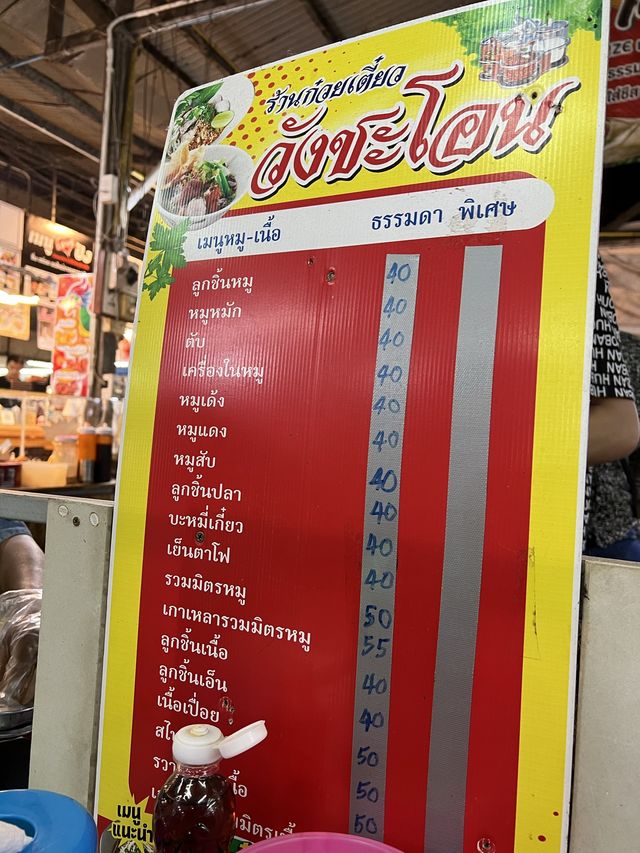 ร้านก๋วยเตี๋ยว
วังชะโอน
เมนูหมู-เนื้อ ธรรมดา พิเศษ
ลูกชิ้นหมู 40
หมูหมัก 40
ตับ 40
เครื่องในหมู 40
หมูเด้ง 40
หมูแดง 40
หมูสับ 40
ลูกชิ้นปลา 40
บะหมี่เกี๊ยว 40
เย็นตาโฟ 40
รวมมิตรหมู 50
เกาเหลารวมมิตรหมู 55
ลูกชิ้นเนื้อ 40
ลูกชิ้นเอ็น 40
เนื้อเปื่อย 50
50
50
เมนู
แนะนำ